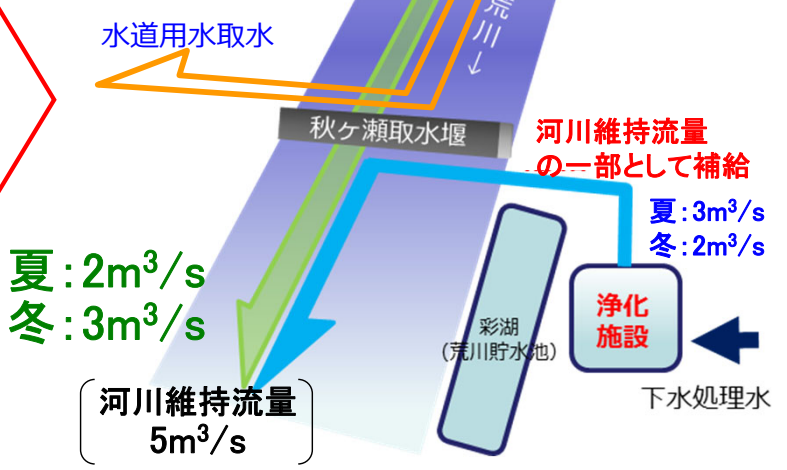 荒川→
水道用水取水
秋ヶ瀬取水堰
河川維持流量
の一部として補給
夏:3m³/s
冬:2m³/s
夏:2m³/s
冬:3m³/s
浄化
施設
彩湖
(荒川貯水池)
下水処理水
河川維持流量
5m³/s